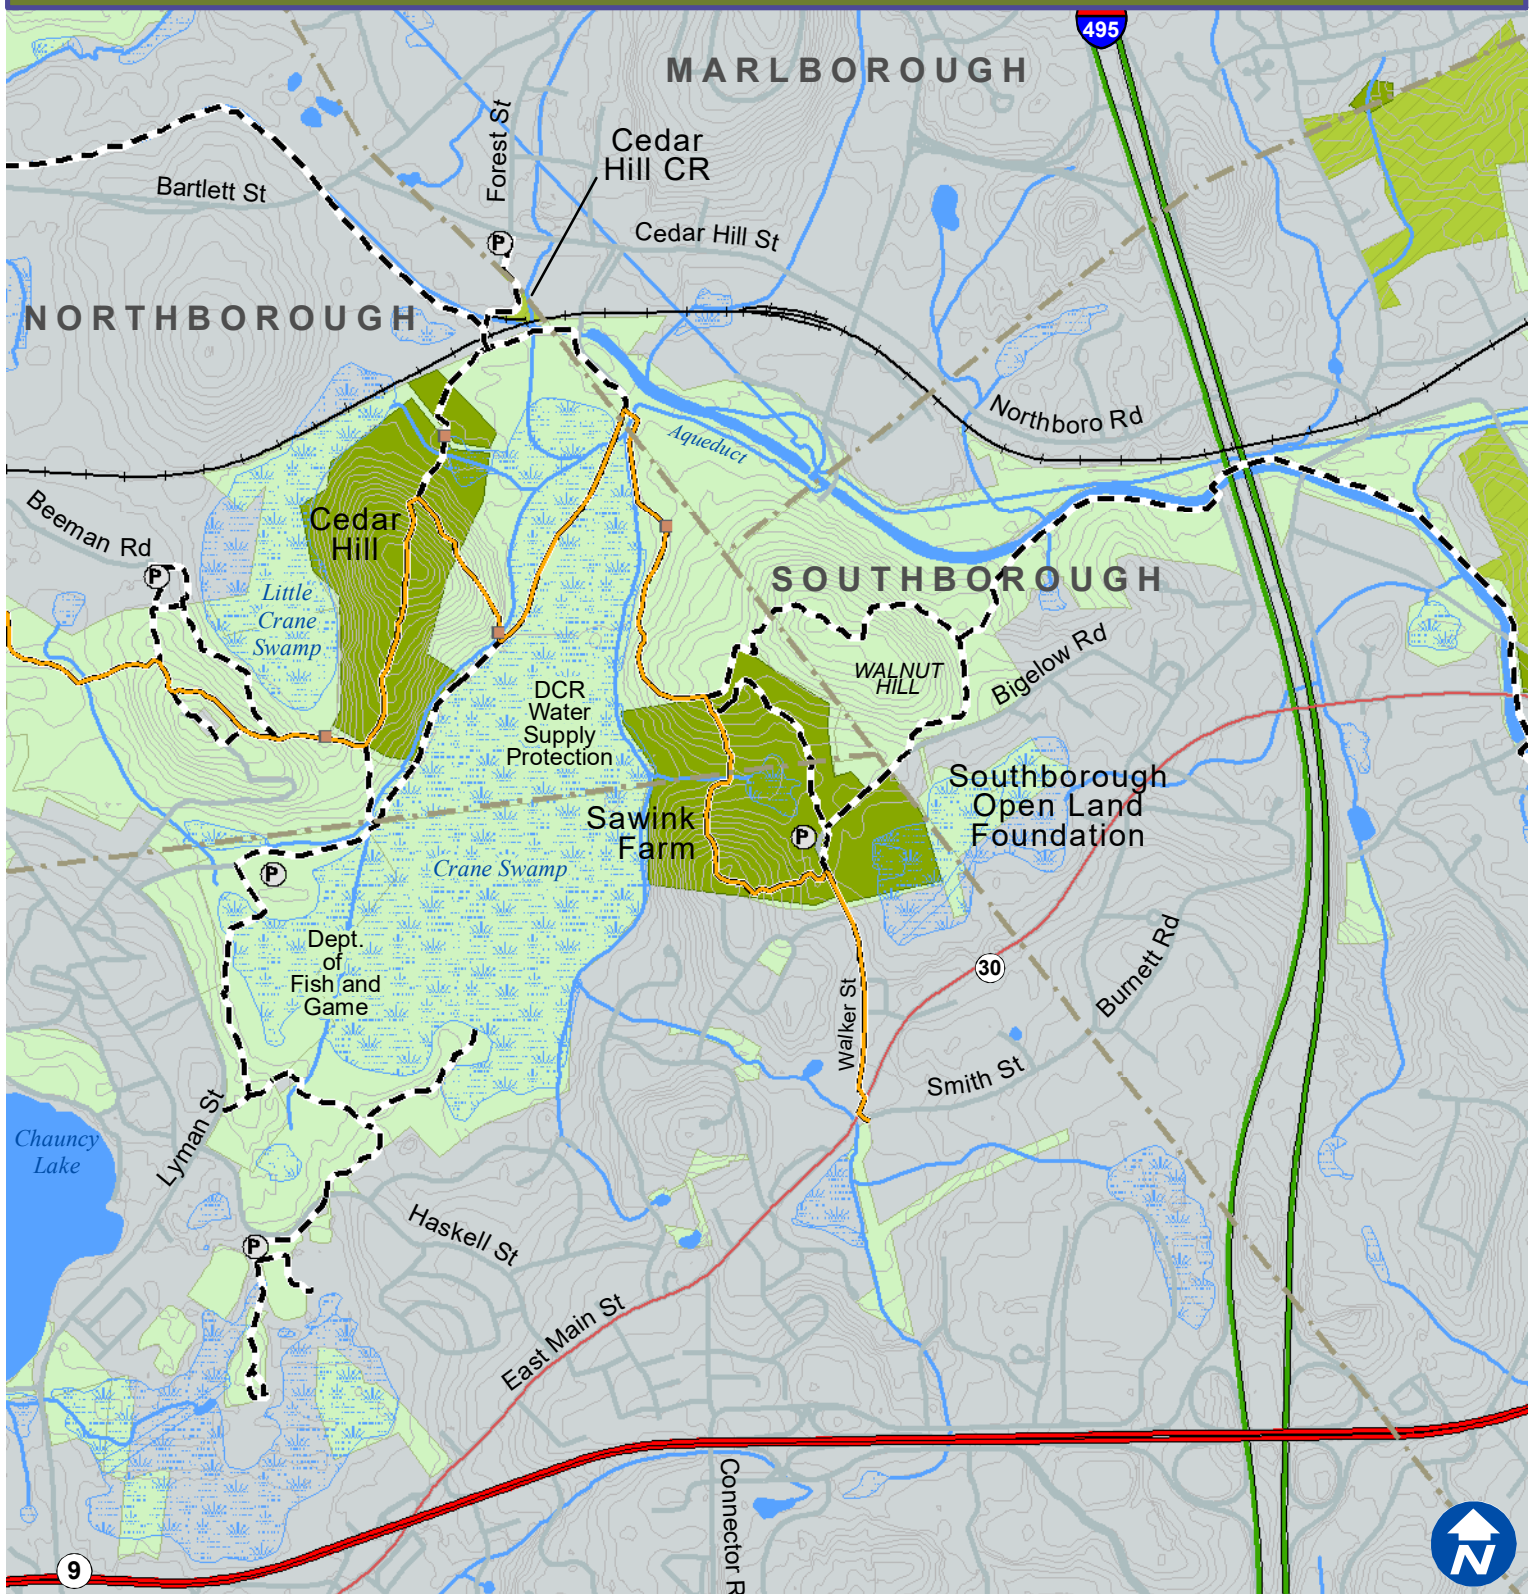 495
MARLBOROUGH
Forest St
Cedar
Hill CR
Bartlett St
P
Cedar Hill St
NORTHBOROUGH
Northboro Rd
Aqueduct
Beeman Rd
Cedar
Hill
P
SOUTHBOROUGH
Little
Crane
Swamp
WALNUT
HILL
Bigelow Rd
DCR
Water
Supply
Protection
Southborough
Open Land
Foundation
Sawink
Farm
P
Crane Swamp
P
Dept.
of
Fish and
Game
30
Burnett Rd
Walker St
Smith St
Chauncy
Lake
Lyman St
Haskell St
P
East Main St
Connector R
9
N